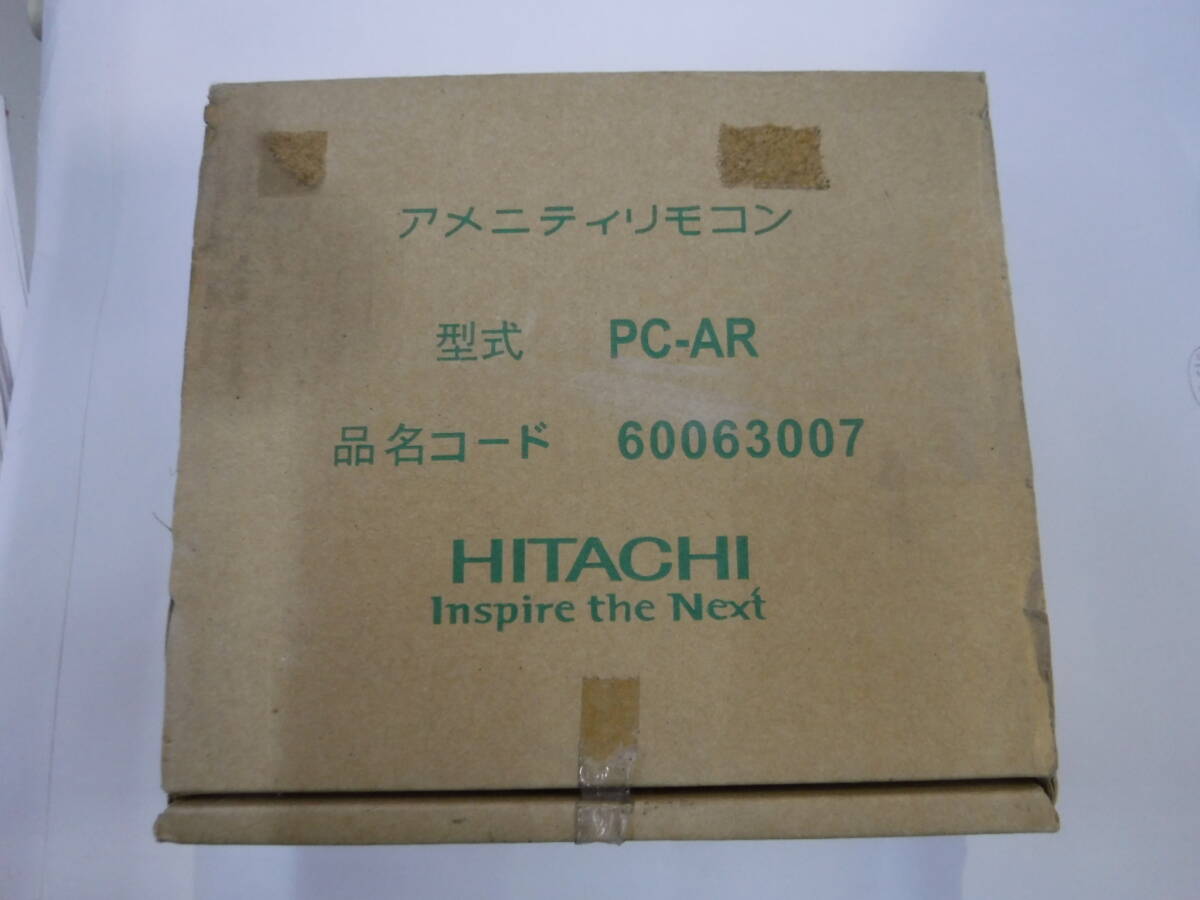 アメニティリモコン
型式 PC-AR
品名コード 60063007
HITACHI
Inspire the Next